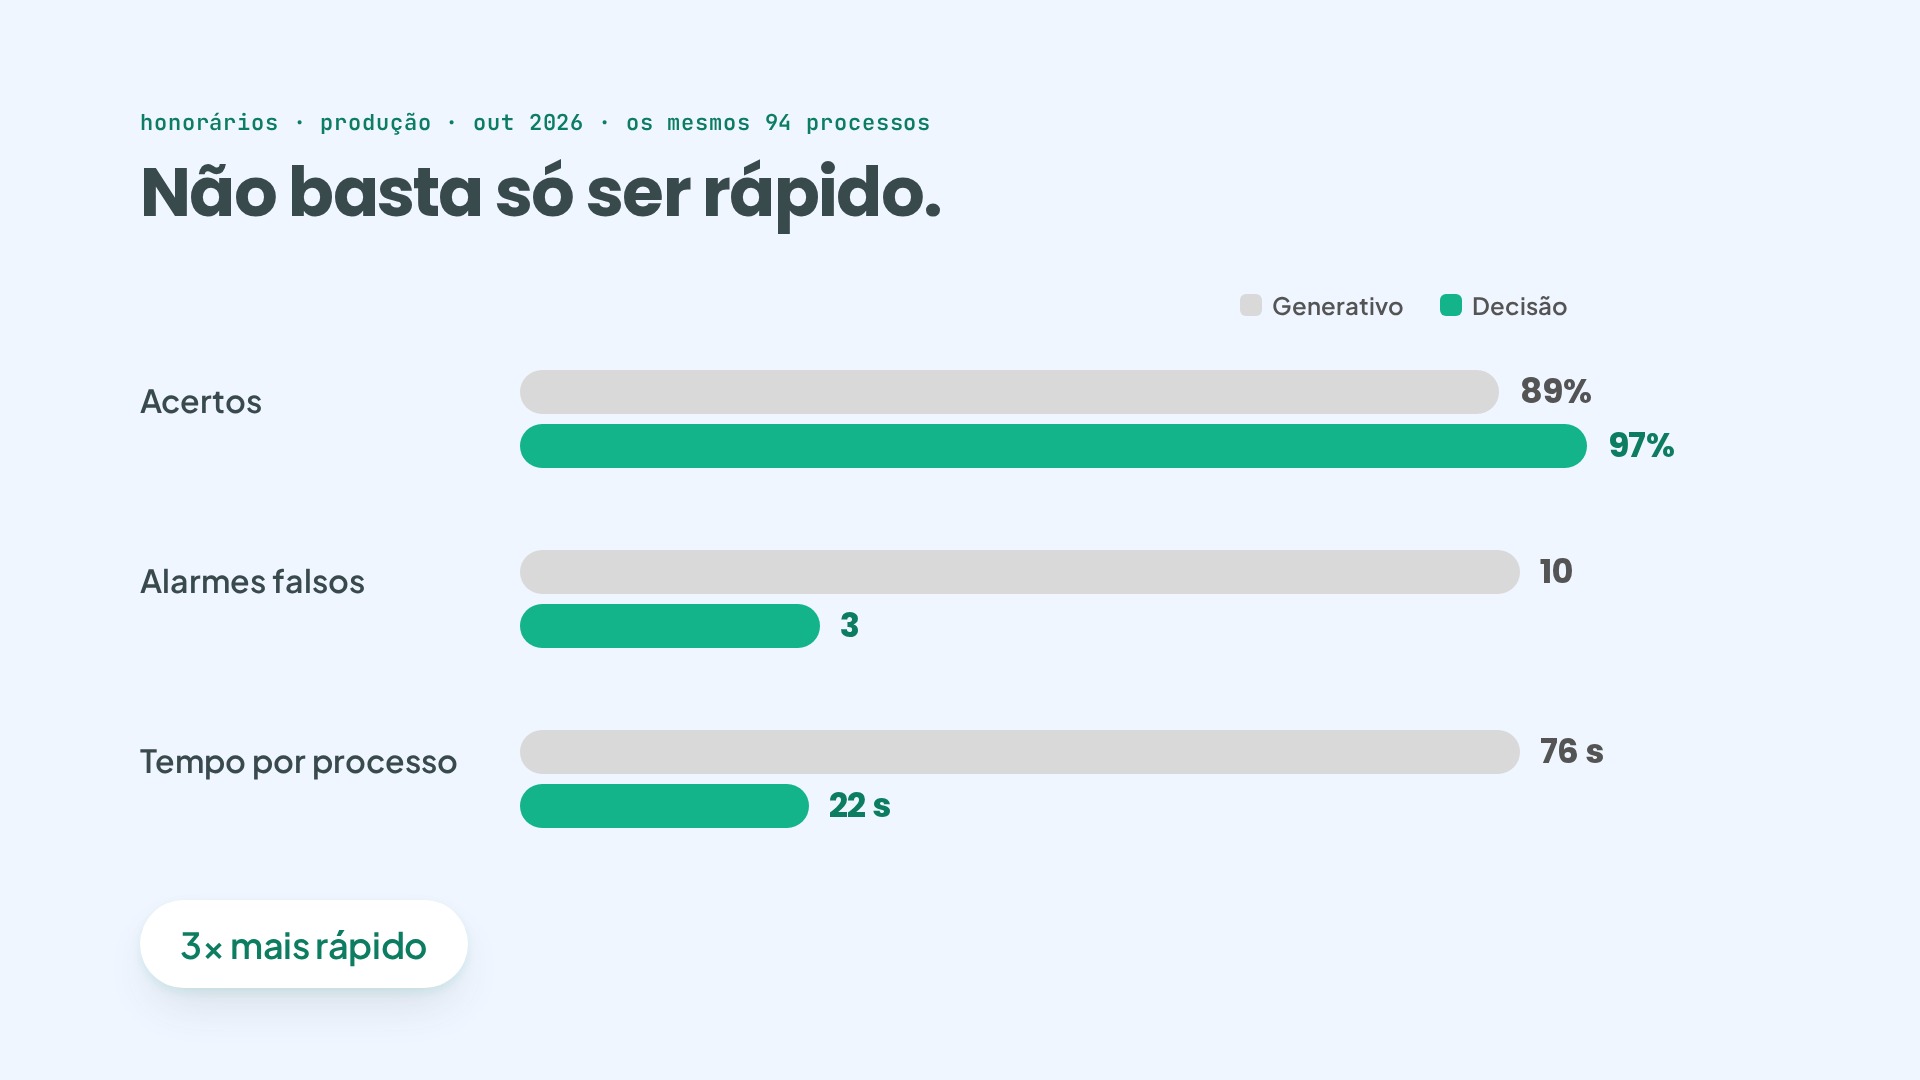 honorários · produção · out 2026 · os mesmos 94 processos
Não basta só ser rápido.
Generativo
Decisão
Acertos
89%
97%
Alarmes falsos
10
3
Tempo por processo
76 s
22 s
3× mais rápido